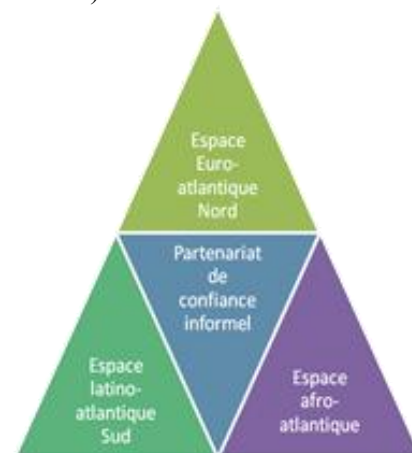 Espace
Euro-
atlantique
Nord
Partenariat
de
confiance
informel
Espace
latino-
atlantique
Sud
Espace
afro-
atlantique